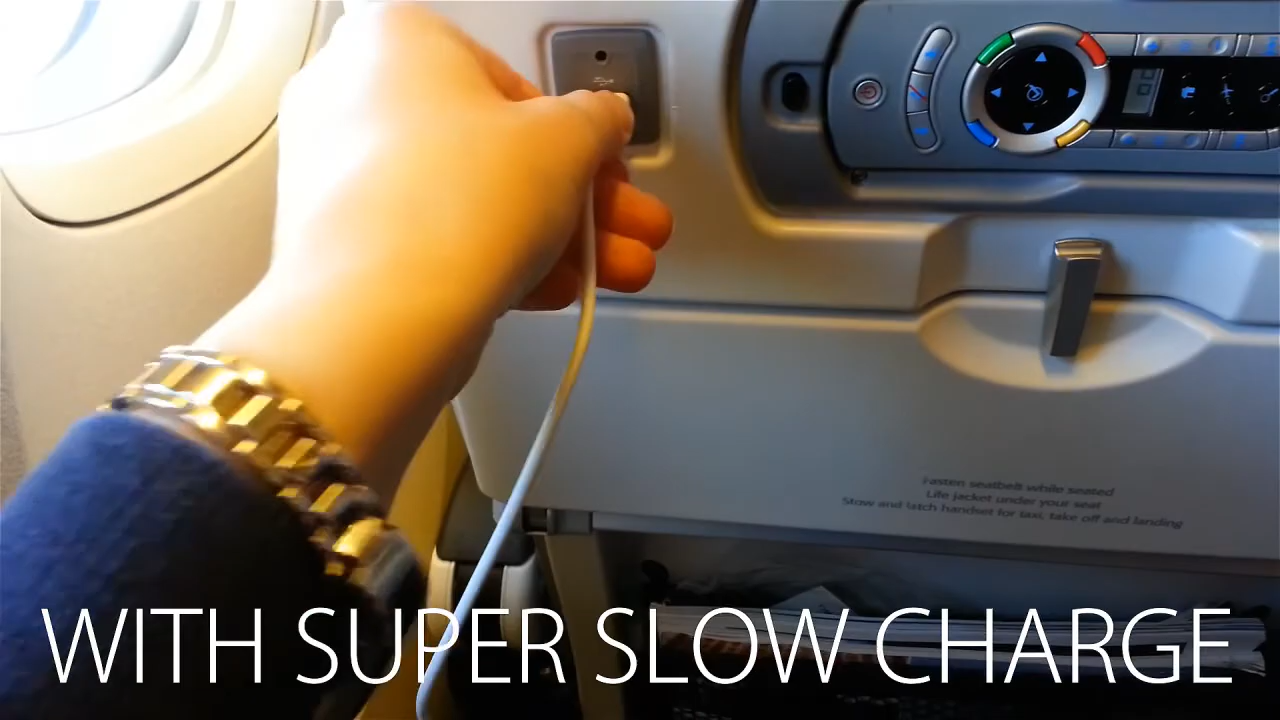 Fasten seatbelt while seated
Life jacket under your seat
Stow and latch handset for taxi, take off and landing
WITH SUPER SLOW CHARGE